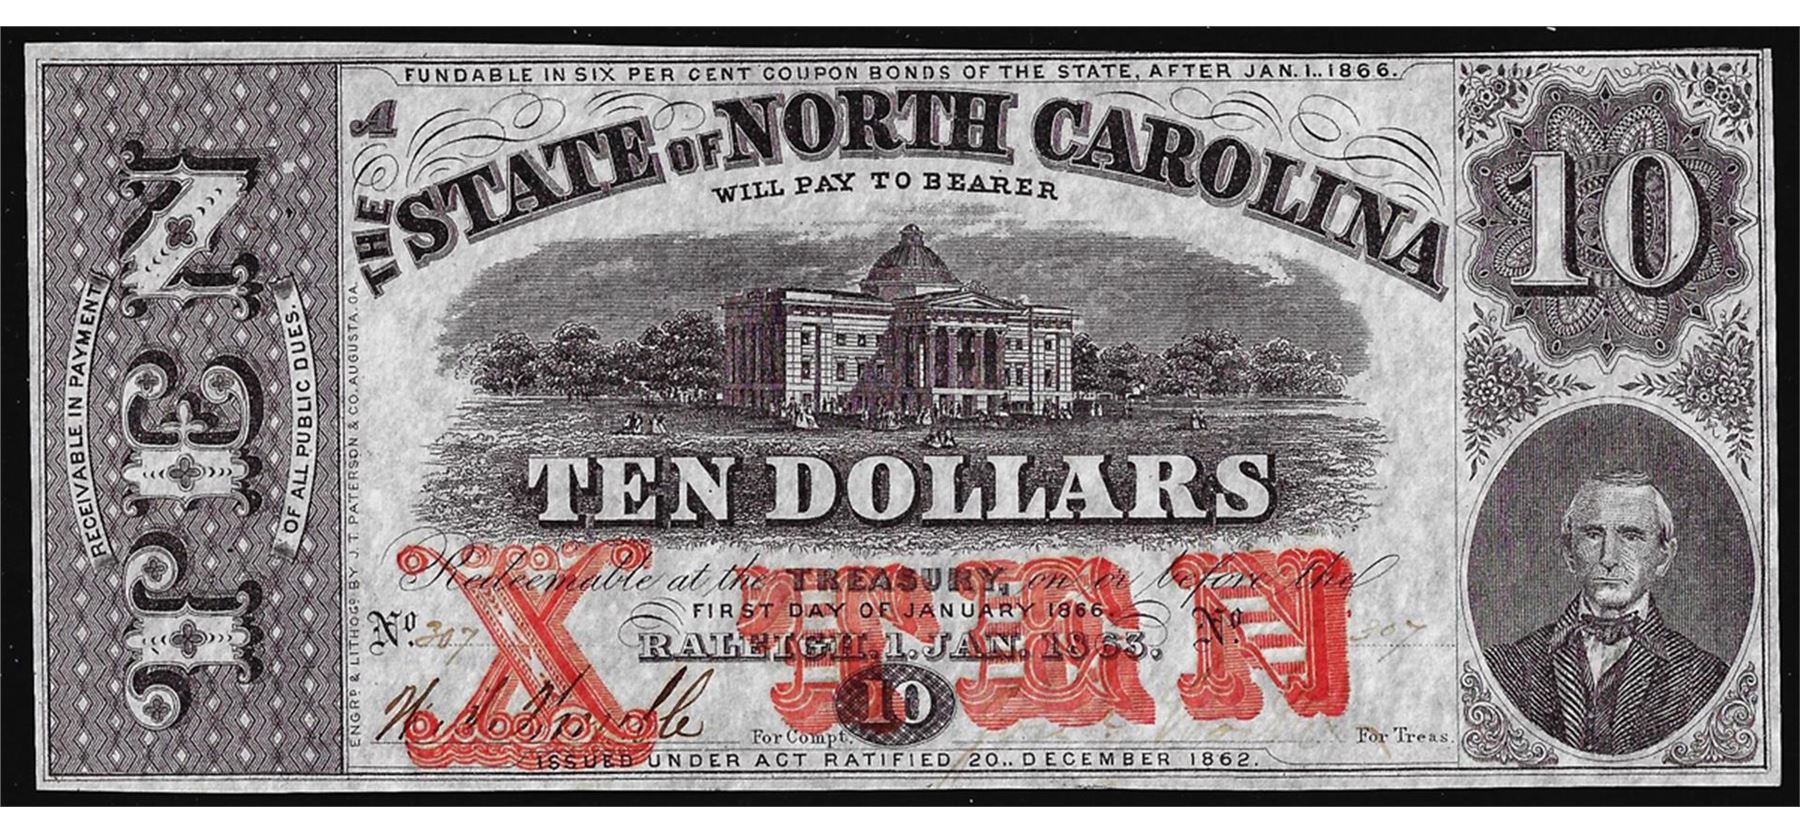 FUNDABLE IN SIX PER CENT COUPON BONDS OF THE STATE, AFTER JAN. 1.. 1866.
A
THE STATE OF NORTH CAROLINA
WILL PAY TO BEARER
10
TEN
RECEIVABLE IN PAYMENT
OF ALL PUBLIC DUES.
ENGRD & LITHOGD BY J. T. PATERSON & CO. AUGUSTA. GA.
TEN DOLLARS
X TEN
Redeemable at the TREASURY, on or before the
FIRST DAY OF JANUARY 1866.
No. 307
No. 307
RALEIGH, 1. JAN. 1863.
10
For Compt.
For Treas.
ISSUED UNDER ACT RATIFIED 20.. DECEMBER 1862.